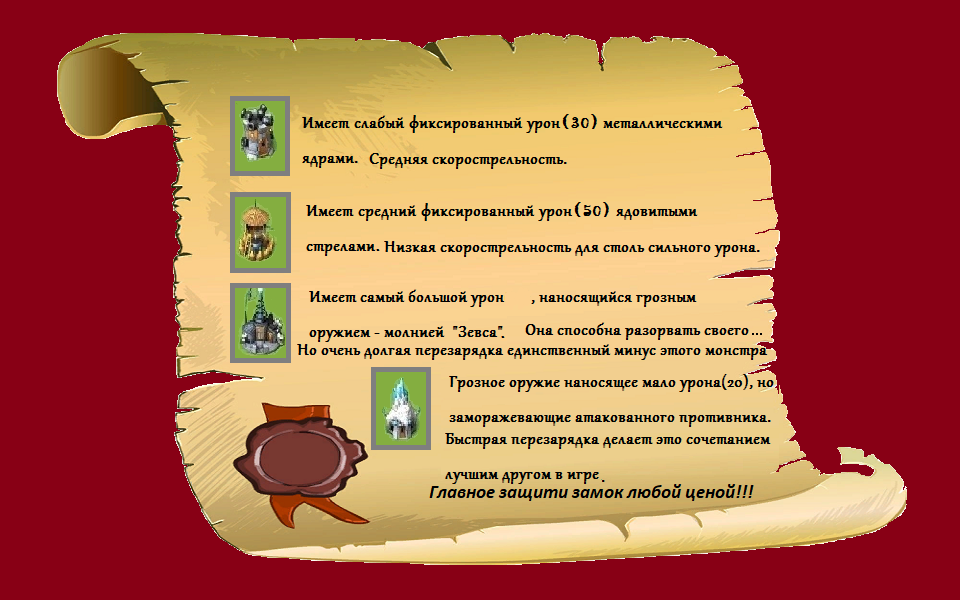 Имеет слабый фиксированный урон(30) металлическими
ядрами. Средняя скорострельность.
Имеет средний фиксированный урон(50) ядовитыми
стрелами. Низкая скорострельность для столь сильного урона.
Имеет самый большой урон , наносящийся грозным
оружием - молнией "Зевса". Она способна разорвать своего...
Но очень долгая перезарядка единственный минус этого монстра
Грозное оружие наносящее мало урона(20), но
заморажевающие атакованного противника.
Быстрая перезарядка делает это сочетанием
лучшим другом в игре.
Главное защити замок любой ценой!!!